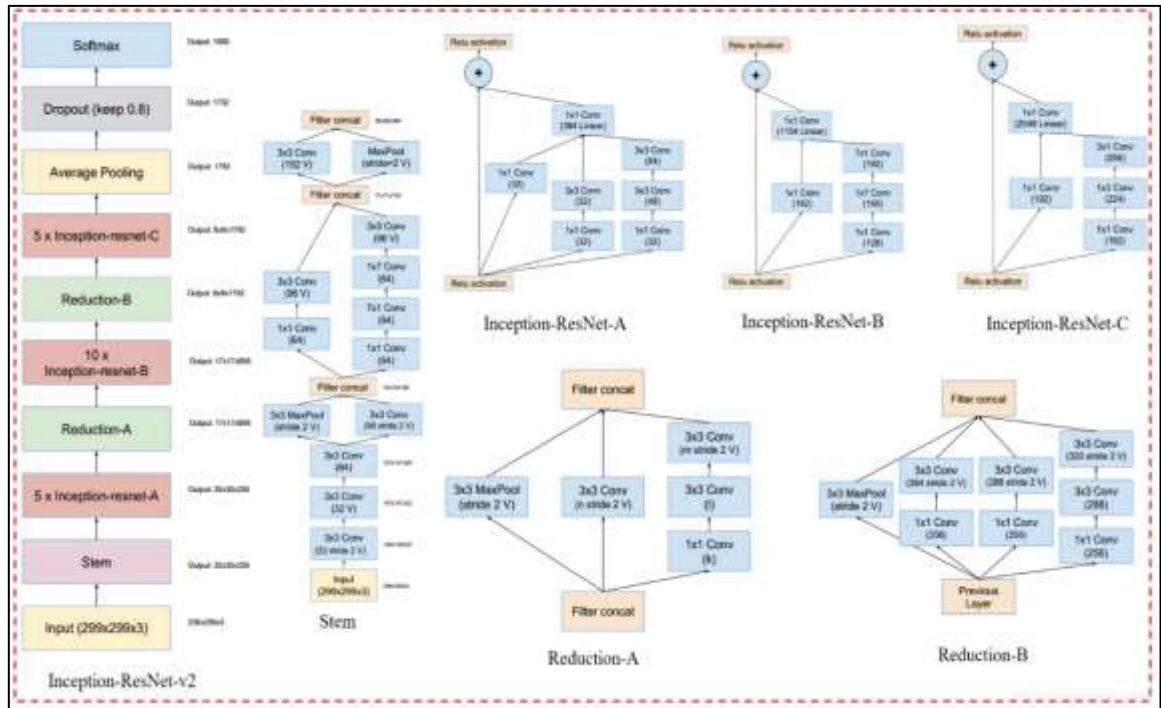 Softmax
Output: 1000
Dropout (keep 0.8)
Output: 1792
Average Pooling
Output: 1792
5 x Inception-resnet-C
Output: 8x8x1792
Reduction-B
Output: 8x8x1792
10 x
Inception-resnet-B
Output: 17x17x896
Reduction-A
Output: 17x17x896
5 x Inception-resnet-A
Output: 35x35x256
Stem
Output: 35x35x256
Input (299x299x3)
299x299x3
Inception-ResNet-v2
Filter concat
3x3 Conv
(192 V)
MaxPool
(stride=2 V)
Filter concat
3x3 Conv
(96 V)
1x7 Conv
(64)
3x3 Conv
(96 V)
7x1 Conv
(64)
1x1 Conv
(64)
1x1 Conv
(64)
Filter concat
3x3 MaxPool
(stride 2 V)
3x3 Conv
(96 stride 2 V)
3x3 Conv
(64)
3x3 Conv
(32 V)
3x3 Conv
(32 stride 2 V)
Input
(299x299x3)
Stem
Relu activation
+
1x1 Conv
(384 Linear)
3x3 Conv
(64)
1x1 Conv
(32)
3x3 Conv
(32)
3x3 Conv
(48)
1x1 Conv
(32)
1x1 Conv
(32)
Relu activation
Inception-ResNet-A
Relu activation
+
1x1 Conv
(1154 Linear)
7x1 Conv
(192)
1x1 Conv
(192)
1x7 Conv
(160)
1x1 Conv
(128)
Relu activation
Inception-ResNet-B
Relu activation
+
1x1 Conv
(2048 Linear)
3x1 Conv
(256)
1x1 Conv
(192)
1x3 Conv
(224)
1x1 Conv
(192)
Relu activation
Inception-ResNet-C
Filter concat
3x3 Conv
(m stride 2 V)
3x3 MaxPool
(stride 2 V)
3x3 Conv
(n stride 2 V)
3x3 Conv
(l)
1x1 Conv
(k)
Filter concat
Reduction-A
Filter concat
3x3 Conv
(320 stride 2 V)
3x3 MaxPool
(stride 2 V)
3x3 Conv
(384 stride 2 V)
3x3 Conv
(288 stride 2 V)
3x3 Conv
(288)
1x1 Conv
(256)
1x1 Conv
(256)
1x1 Conv
(256)
Previous
Layer
Reduction-B